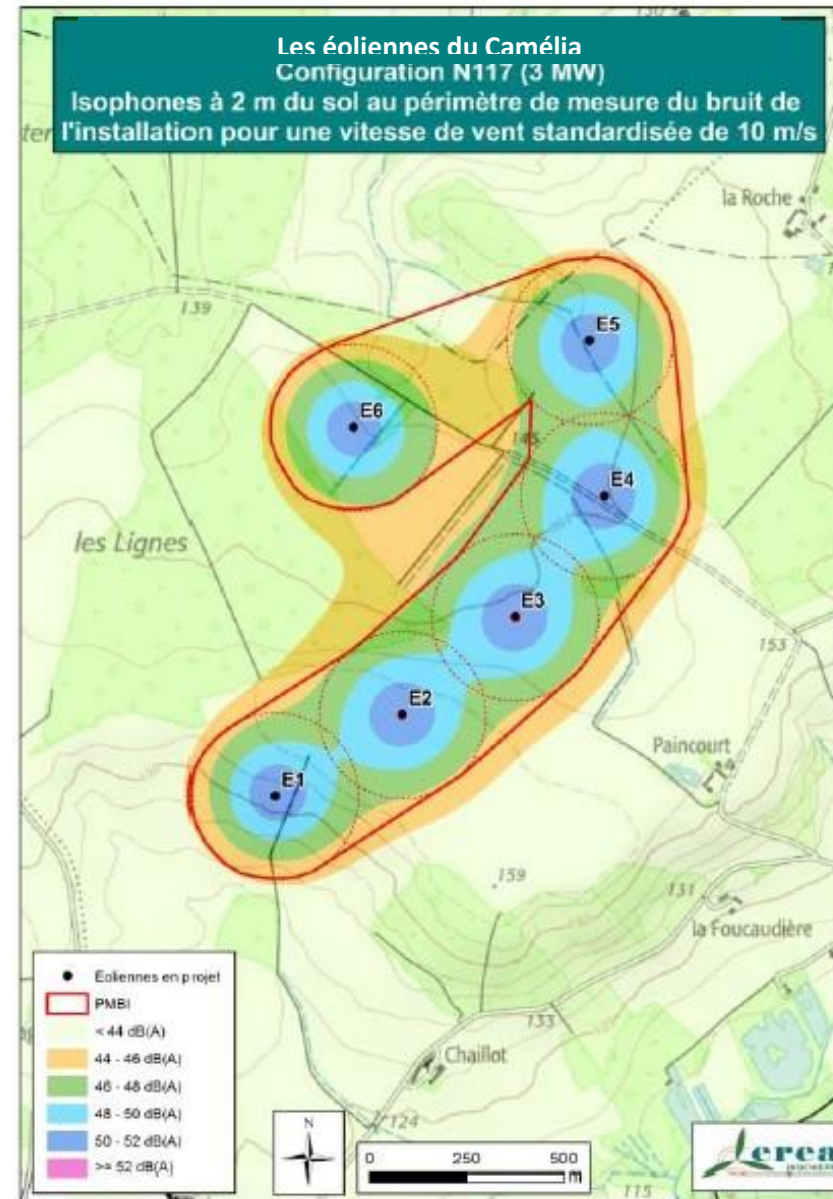 130
Les éoliennes du Camélia
Configuration N117 (3 MW)
Isophones à 2 m du sol au périmètre de mesure du bruit de
l'installation pour une vitesse de vent standardisée de 10 m/s
la Roche
139
E5
E6
145
E4
les Lignes
E3
153
E2
Paincourt
E1
159
131
la Foucaudière
Eoliennes en projet
PMBI
< 44 dB(A)
44 - 46 dB(A)
46 - 48 dB(A)
48 - 50 dB(A)
50 - 52 dB(A)
>= 52 dB(A)
133
Chaillot
124
N
0 250 500
m
115
erea